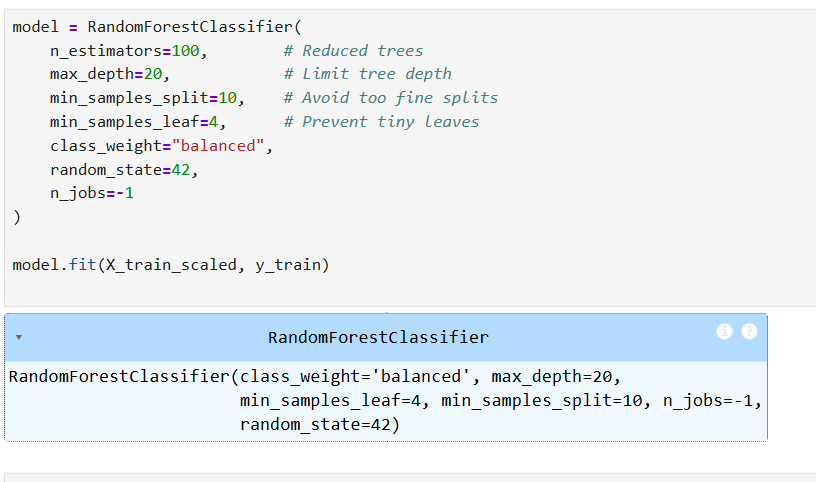 model = RandomForestClassifier(
    n_estimators=100,        # Reduced trees
    max_depth=20,            # Limit tree depth
    min_samples_split=10,    # Avoid too fine splits
    min_samples_leaf=4,      # Prevent tiny leaves
    class_weight="balanced",
    random_state=42,
    n_jobs=-1
)
model.fit(X_train_scaled, y_train)
▾ RandomForestClassifier i ?
RandomForestClassifier(class_weight='balanced', max_depth=20,
                       min_samples_leaf=4, min_samples_split=10, n_jobs=-1,
                       random_state=42)